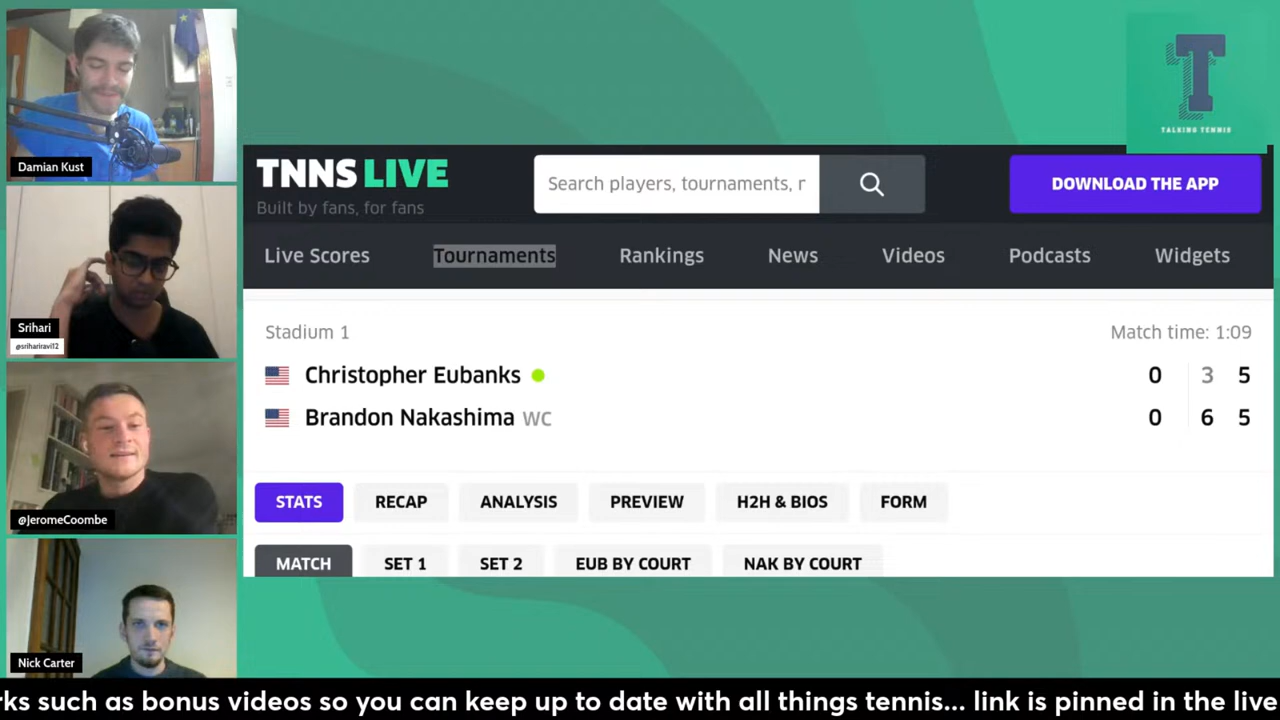 Damian Kust
Srihari
@srihariravi12
@JeromeCoombe
Nick Carter
T
TALKING TENNIS
TNNS LIVE
Built by fans, for fans
Search players, tournaments, r
DOWNLOAD THE APP
Live Scores Tournaments Rankings News Videos Podcasts Widgets
Stadium 1 Match time: 1:09
Christopher Eubanks 0 3 5
Brandon Nakashima WC 0 6 5
STATS RECAP ANALYSIS PREVIEW H2H & BIOS FORM
MATCH SET 1 SET 2 EUB BY COURT NAK BY COURT
rks such as bonus videos so you can keep up to date with all things tennis... link is pinned in the live